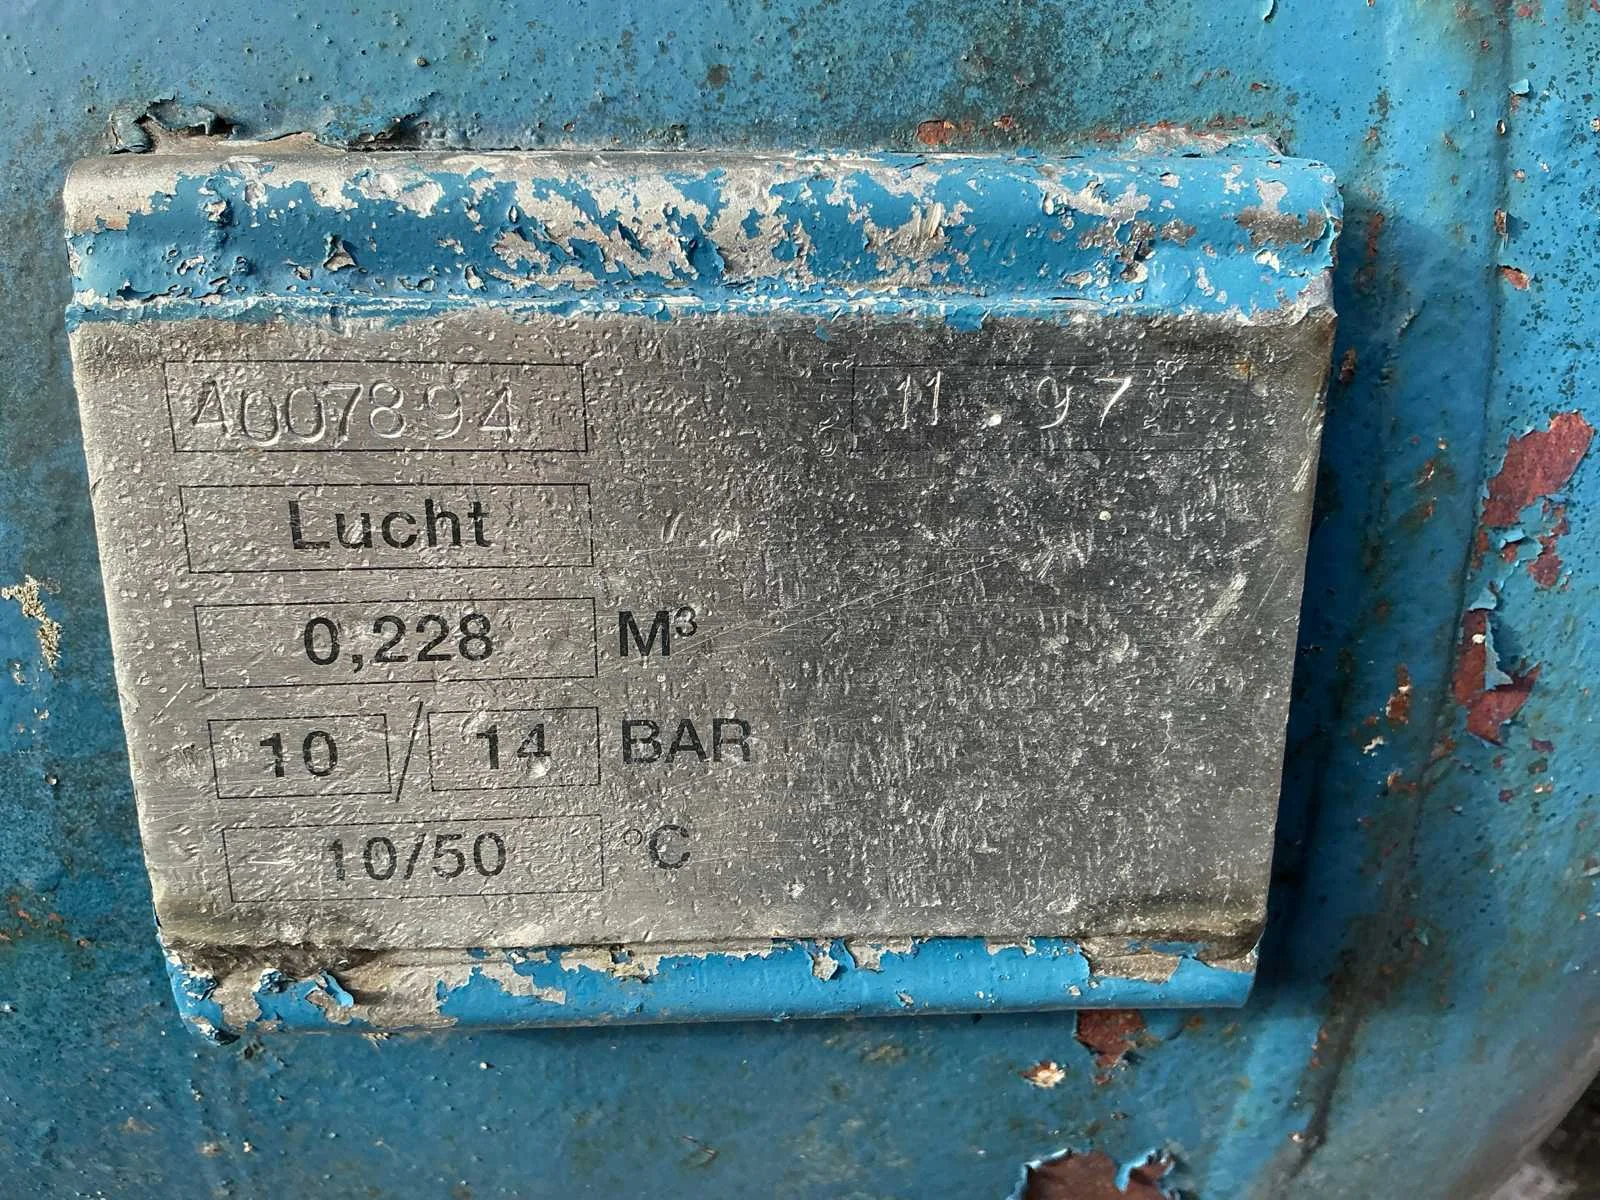 4007894 11 97
Lucht
0,228 M³
10 / 14 BAR
10/50 °C